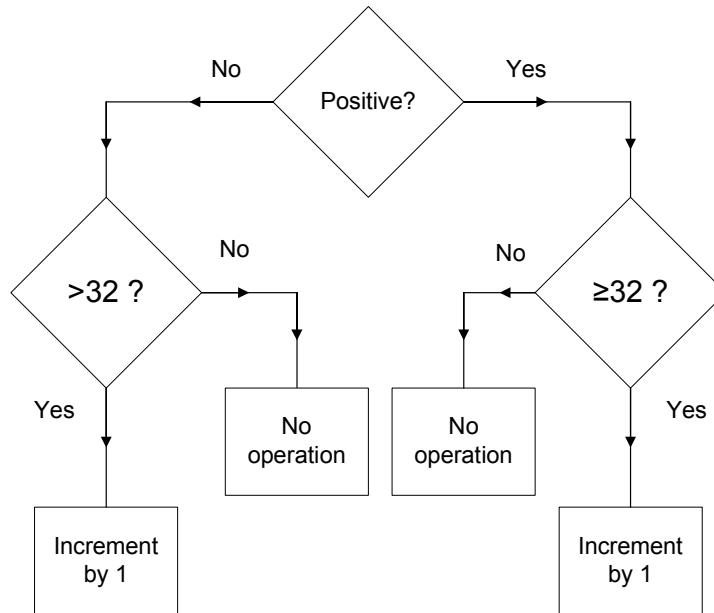 No
Yes
Positive?
No
No
>32 ?
≥32 ?
Yes
Yes
No
operation
No
operation
Increment
by 1
Increment
by 1